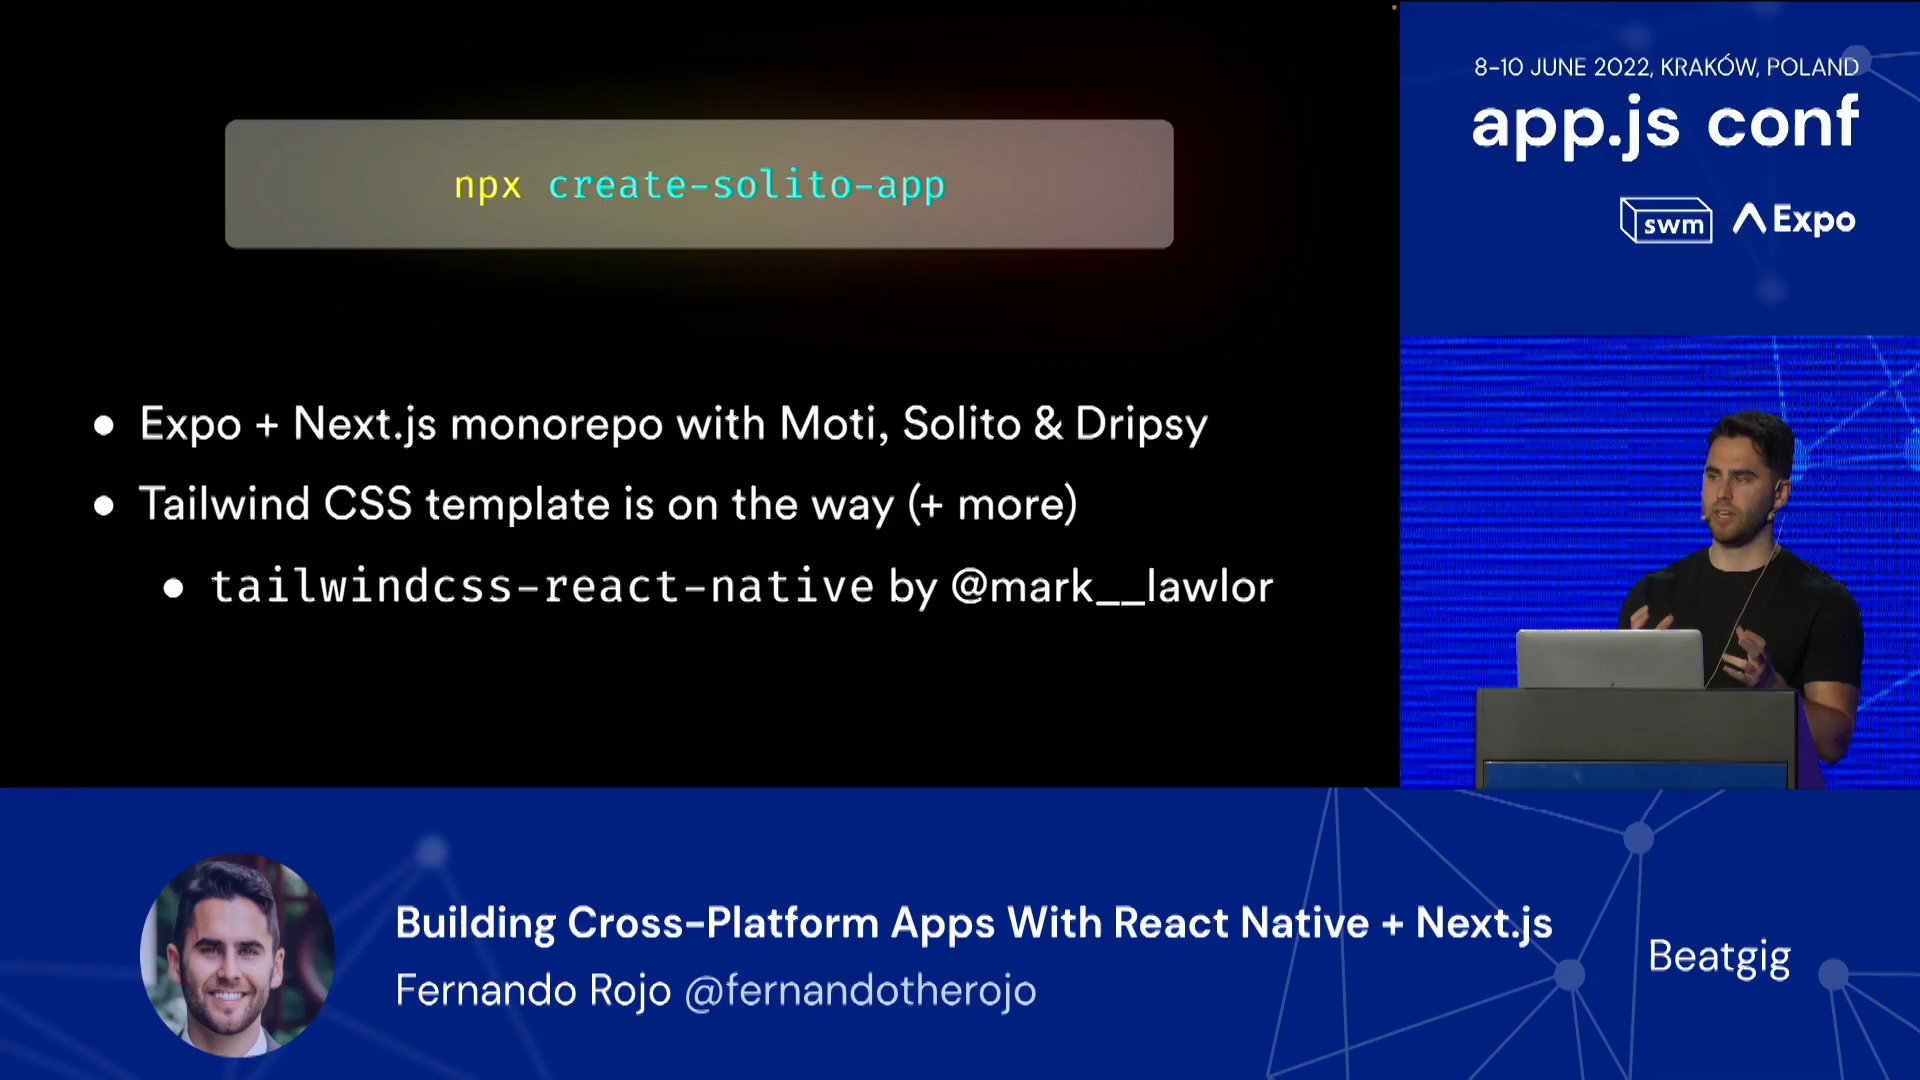 npx create-solito-app
• Expo + Next.js monorepo with Moti, Solito & Dripsy
• Tailwind CSS template is on the way (+ more)
• tailwindcss-react-native by @mark__lawlor
8-10 JUNE 2022, KRAKÓW, POLAND
app.js conf
swm Expo
Building Cross-Platform Apps With React Native + Next.js
Fernando Rojo @fernandotherojo
Beatgig